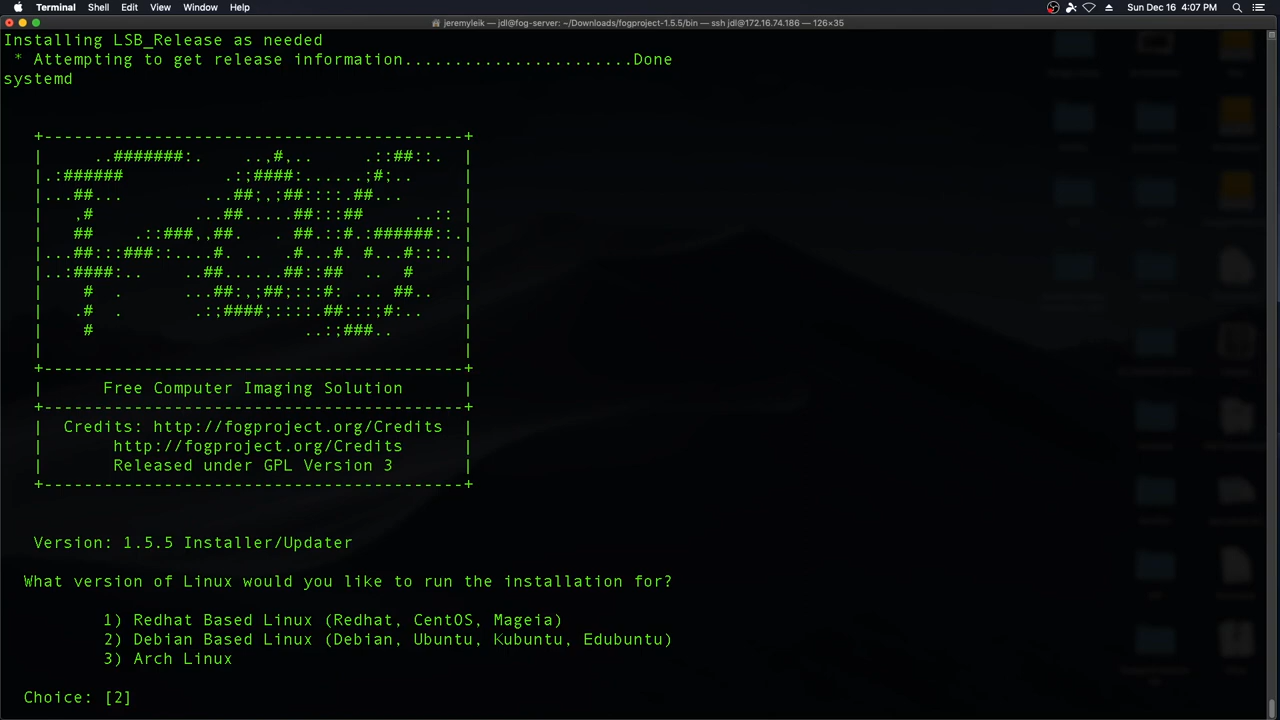 Terminal Shell Edit View Window Help Sun Dec 16 4:07 PM
jeremyleik — jdl@fog-server: ~/Downloads/fogproject-1.5.5/bin — ssh jdl@172.16.74.186 — 126×35
Installing LSB_Release as needed
 * Attempting to get release information.......................Done
systemd
+------------------------------------------+
|      ..#######:.    ..,#,..     .::##::.   |
|.:######          .:;####:......;#;..       |
|...##...        ...##;,;##::::.##...        |
|   ,#          ...##.....##:::##     ..::   |
|   ##    .::###,,##.   . ##.::#.:######::.|
|...##:::###::....#. ..  .#...#. #...#:::.   |
|..:####:..    ..##......##::##  ..  #       |
|    #  .      ...##:,;##;:::#: ... ##..     |
|   .#  .       .:;####;::::.##:::;#:..      |
|    #                     ..:;###..         |
|                                          |
+------------------------------------------+
|      Free Computer Imaging Solution      |
+------------------------------------------+
|  Credits: http://fogproject.org/Credits  |
|       http://fogproject.org/Credits      |
|       Released under GPL Version 3       |
+------------------------------------------+
Version: 1.5.5 Installer/Updater
What version of Linux would you like to run the installation for?
1) Redhat Based Linux (Redhat, CentOS, Mageia)
2) Debian Based Linux (Debian, Ubuntu, Kubuntu, Edubuntu)
3) Arch Linux
Choice: [2]